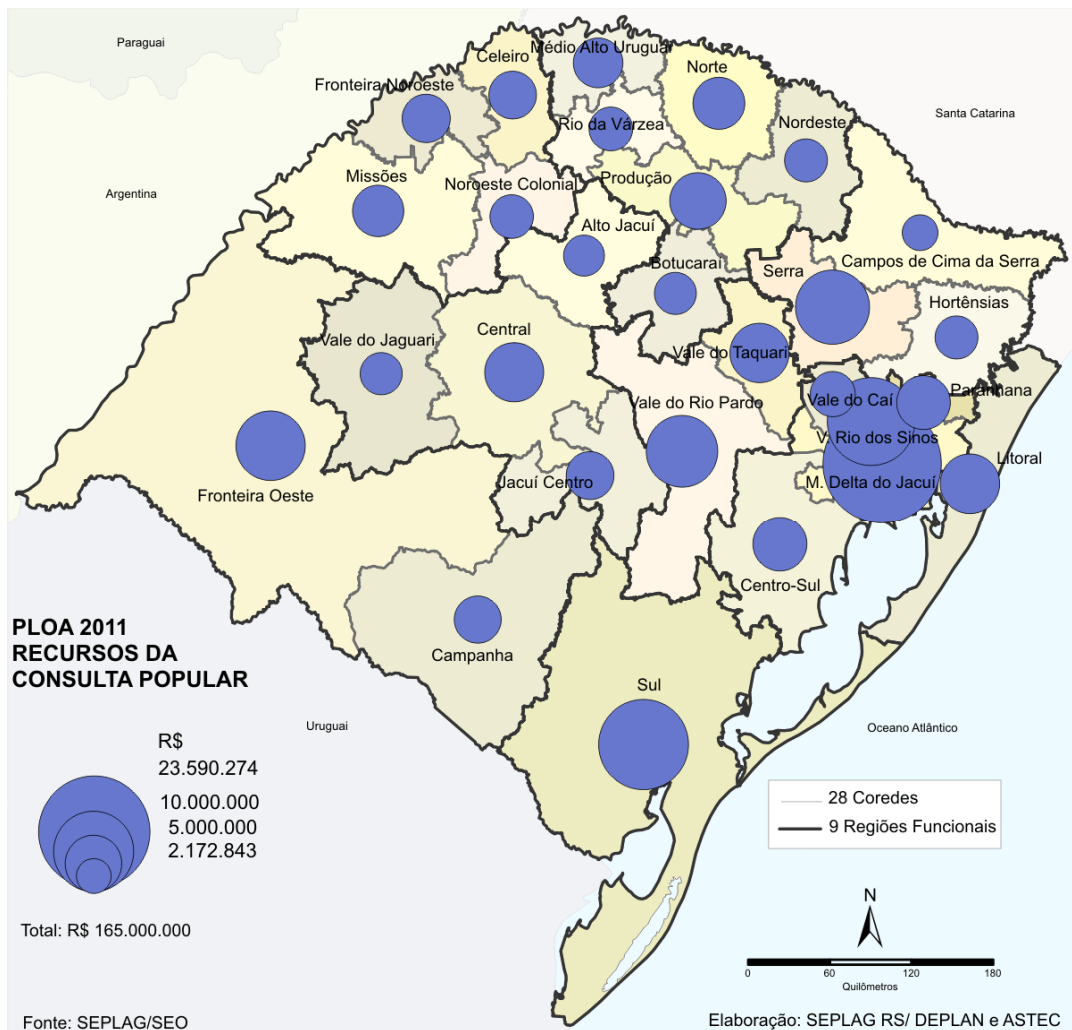 Paraguai
Médio Alto Uruguai
Celeiro
Norte
Fronteira Noroeste
Santa Catarina
Rio da Várzea
Nordeste
Argentina
Missões
Noroeste Colonial
Produção
Alto Jacuí
Botucaraí
Serra
Campos de Cima da Serra
Hortênsias
Central
Vale do Jaguari
Vale do Taquari
Paranhana
Vale do Caí
Vale do Rio Pardo
V. Rio dos Sinos
Litoral
Fronteira Oeste
Jacuí Centro
M. Delta do Jacuí
Centro-Sul
PLOA 2011
RECURSOS DA
CONSULTA POPULAR
Campanha
Sul
Uruguai
Oceano Atlântico
R$
23.590.274
10.000.000
5.000.000
2.172.843
28 Coredes
9 Regiões Funcionais
N
Total: R$ 165.000.000
0 60 120 180
Quilômetros
Fonte: SEPLAG/SEO
Elaboração: SEPLAG RS/ DEPLAN e ASTEC